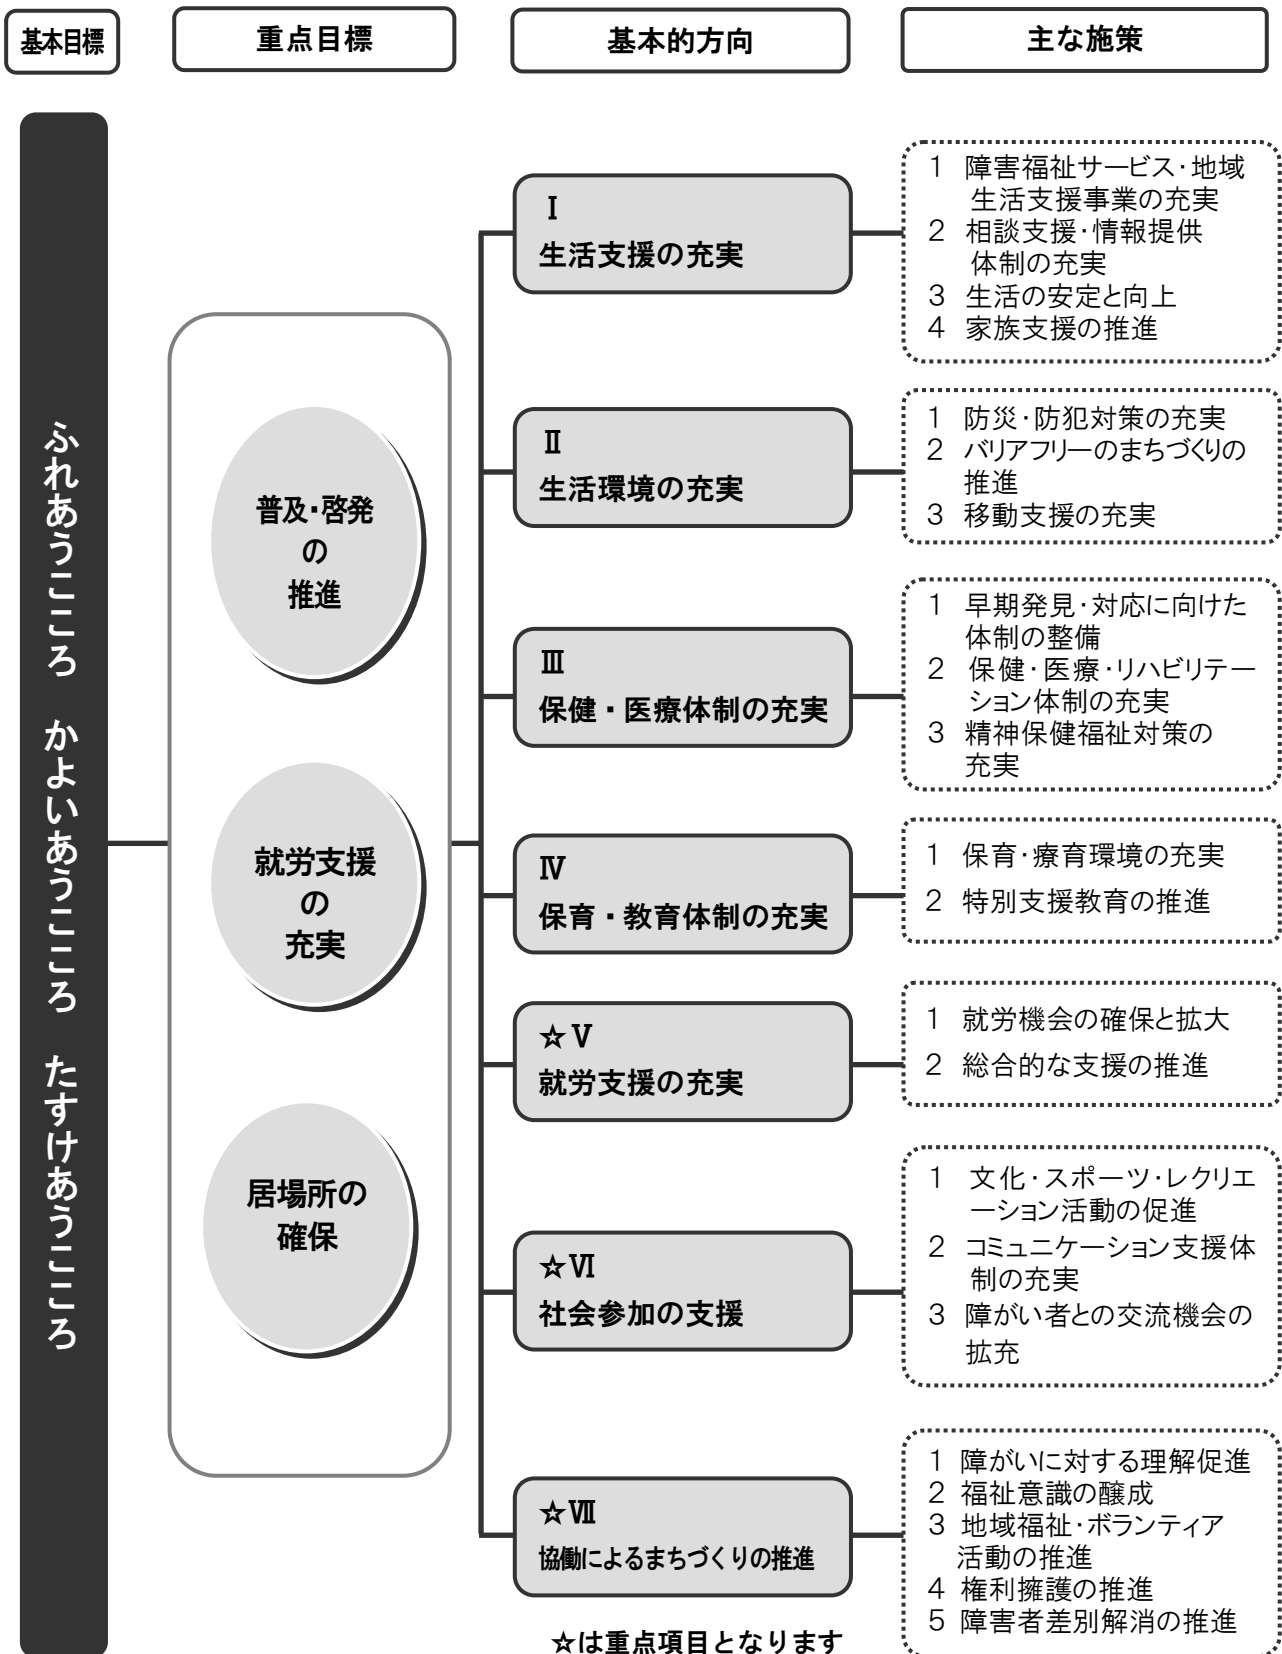 基本目標
重点目標
基本的方向
主な施策
ふれあうこころ　かよいあうこころ　たすけあうこころ
普及・啓発
の
推進
就労支援
の
充実
居場所の
確保
Ⅰ
生活支援の充実
1 障害福祉サービス・地域
生活支援事業の充実
2 相談支援・情報提供
体制の充実
3 生活の安定と向上
4 家族支援の推進
Ⅱ
生活環境の充実
1 防災・防犯対策の充実
2 バリアフリーのまちづくりの
推進
3 移動支援の充実
Ⅲ
保健・医療体制の充実
1 早期発見・対応に向けた
体制の整備
2 保健・医療・リハビリテー
ション体制の充実
3 精神保健福祉対策の
充実
Ⅳ
保育・教育体制の充実
1 保育・療育環境の充実
2 特別支援教育の推進
☆Ⅴ
就労支援の充実
1 就労機会の確保と拡大
2 総合的な支援の推進
☆Ⅵ
社会参加の支援
1 文化・スポーツ・レクリエ
ーション活動の促進
2 コミュニケーション支援体
制の充実
3 障がい者との交流機会の
拡充
☆Ⅶ
協働によるまちづくりの推進
1 障がいに対する理解促進
2 福祉意識の醸成
3 地域福祉・ボランティア
活動の推進
4 権利擁護の推進
5 障害者差別解消の推進
☆は重点項目となります